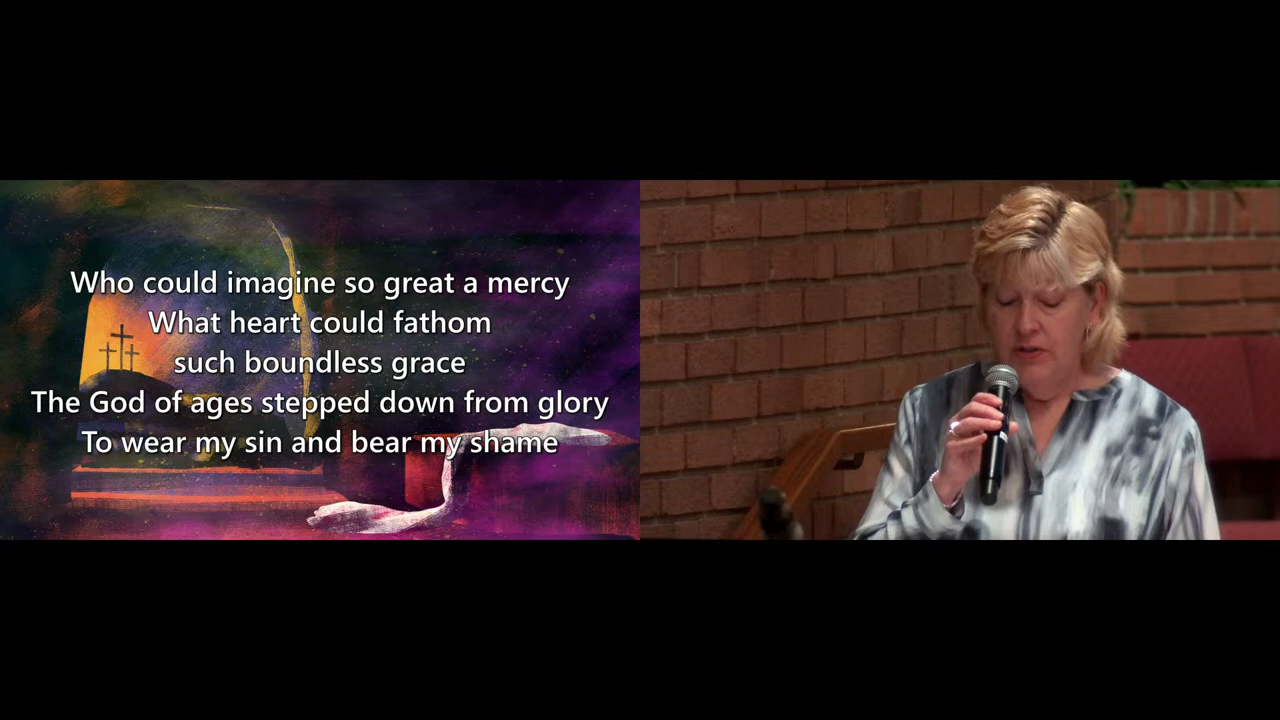 Who could imagine so great a mercy
What heart could fathom
such boundless grace
The God of ages stepped down from glory
To wear my sin and bear my shame